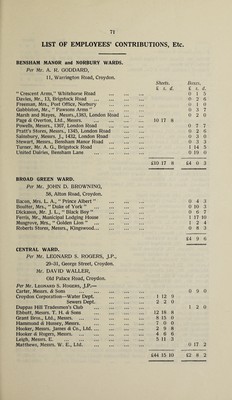 71
LIST OF EMPLOYEES' CONTRIBUTIONS, Etc.
BENSHAM MANOR and NORBURY WARDS.
Per Mr. A. H. GODDARD,
11, Warrington Road, Croydon.
Sheets. Boxes.
£ s. d. £ s. d.
" Crescent Arms," Whitehorse Road ... 0 1 5
Davies, Mr., 13, Brigstock Road ... 0 2 6
Freeman, Mrs., Post Office, Norbury ... 0 1 0
Gabbiston, Mr., " Fawsons Arms " ... 0 3 7
Marsh and Hayes, Messrs., 1303, London Road ... 0 2 0
Page & Overton, Ltd., Messrs. ... 10 17 8
Powells, Messrs., 1397, London Road ... 0 7 7
Pratt's Stores, Messrs., 1345, London Road ... 0 2 6
Sainsbury, Messrs. J., 1432, London Road ... 0 3 0
Stewart, Messrs., Bensham Manor Road ... 0 3 3
Turner, Mr. A. G., Brigstock Road ... 1 14 5
United Dairies, Bensham Lane ... 0 19 0
£10 17 8 £4 0 3
BROAD GREEN WARD.
Per Mr. JOHN D. BROWNING,
58, Alton Road, Croydon.
Bacon, Mrs. L. A., " Prince Albert " ... 0 4 3
Boulter, Mrs., " Duke of York " ... 0 10 3
Dickason, Mr. J. L., " Black Boy " ... 0 6 7
Ferris, Mr., Municipal Lodging House ... 1 17 10
Musgrove, Mrs., " Golden Lion " ... 1 2 4
Roberts Stores, Messrs., Kingswood... ... 0 8 3
£4 9 6
CENTRAL WARD.
Per Mr. LEONARD S. ROGERS, J.P.,
29-31, George Street, Croydon.
Mr. DAVID WALLER,
Old Palace Road, Croydon.
Per Mr. LEONARD S. ROGERS, J.P.—
Carter, Messrs. & Sons ... 0 9 0
Croydon Corporation—Water Dept. ... 1 12 9
Sewers Dept. ... 2 2 0
Duppas Hill Tradesmen's Club ... 1 2 0
Ebbutt, Messrs. T. H. & Sons ... 12 16 8
Grant Bros., Ltd., Messrs. ... 8 15 0
Hammond & Hussey, Messrs. ... 7 0 0
Hooker, Messrs. James & Co., Ltd. ... 2 9 8
Hooker & Rogers, Messrs. ... 4 8 6
Leigh, Messrs. E. ... 5 11 3
Matthews, Messrs. W. E., Ltd. ... 0 17 2
£44 15 10 £2 8 2